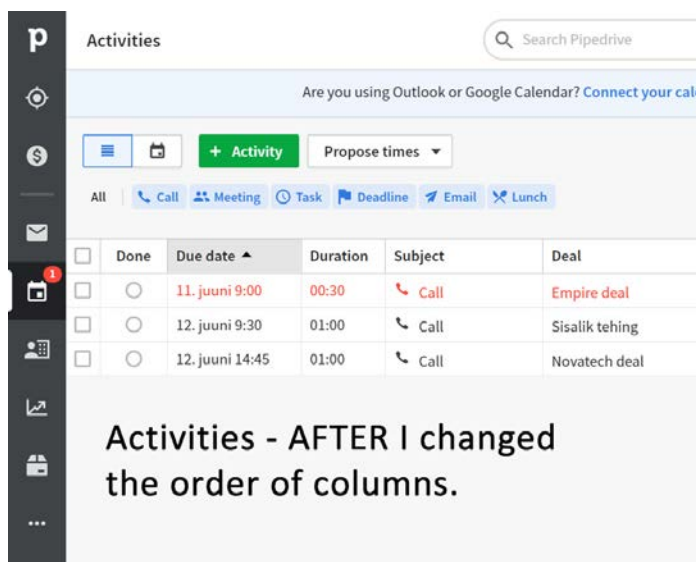 p Activities Search Pipedrive
Are you using Outlook or Google Calendar? Connect your cal
+ Activity Propose times
All Call Meeting Task Deadline Email Lunch
Done Due date Duration Subject Deal
1
11. juuni 9:00 00:30 Call Empire deal
12. juuni 9:30 01:00 Call Sisalik tehing
12. juuni 14:45 01:00 Call Novatech deal
Activities - AFTER I changed
the order of columns.